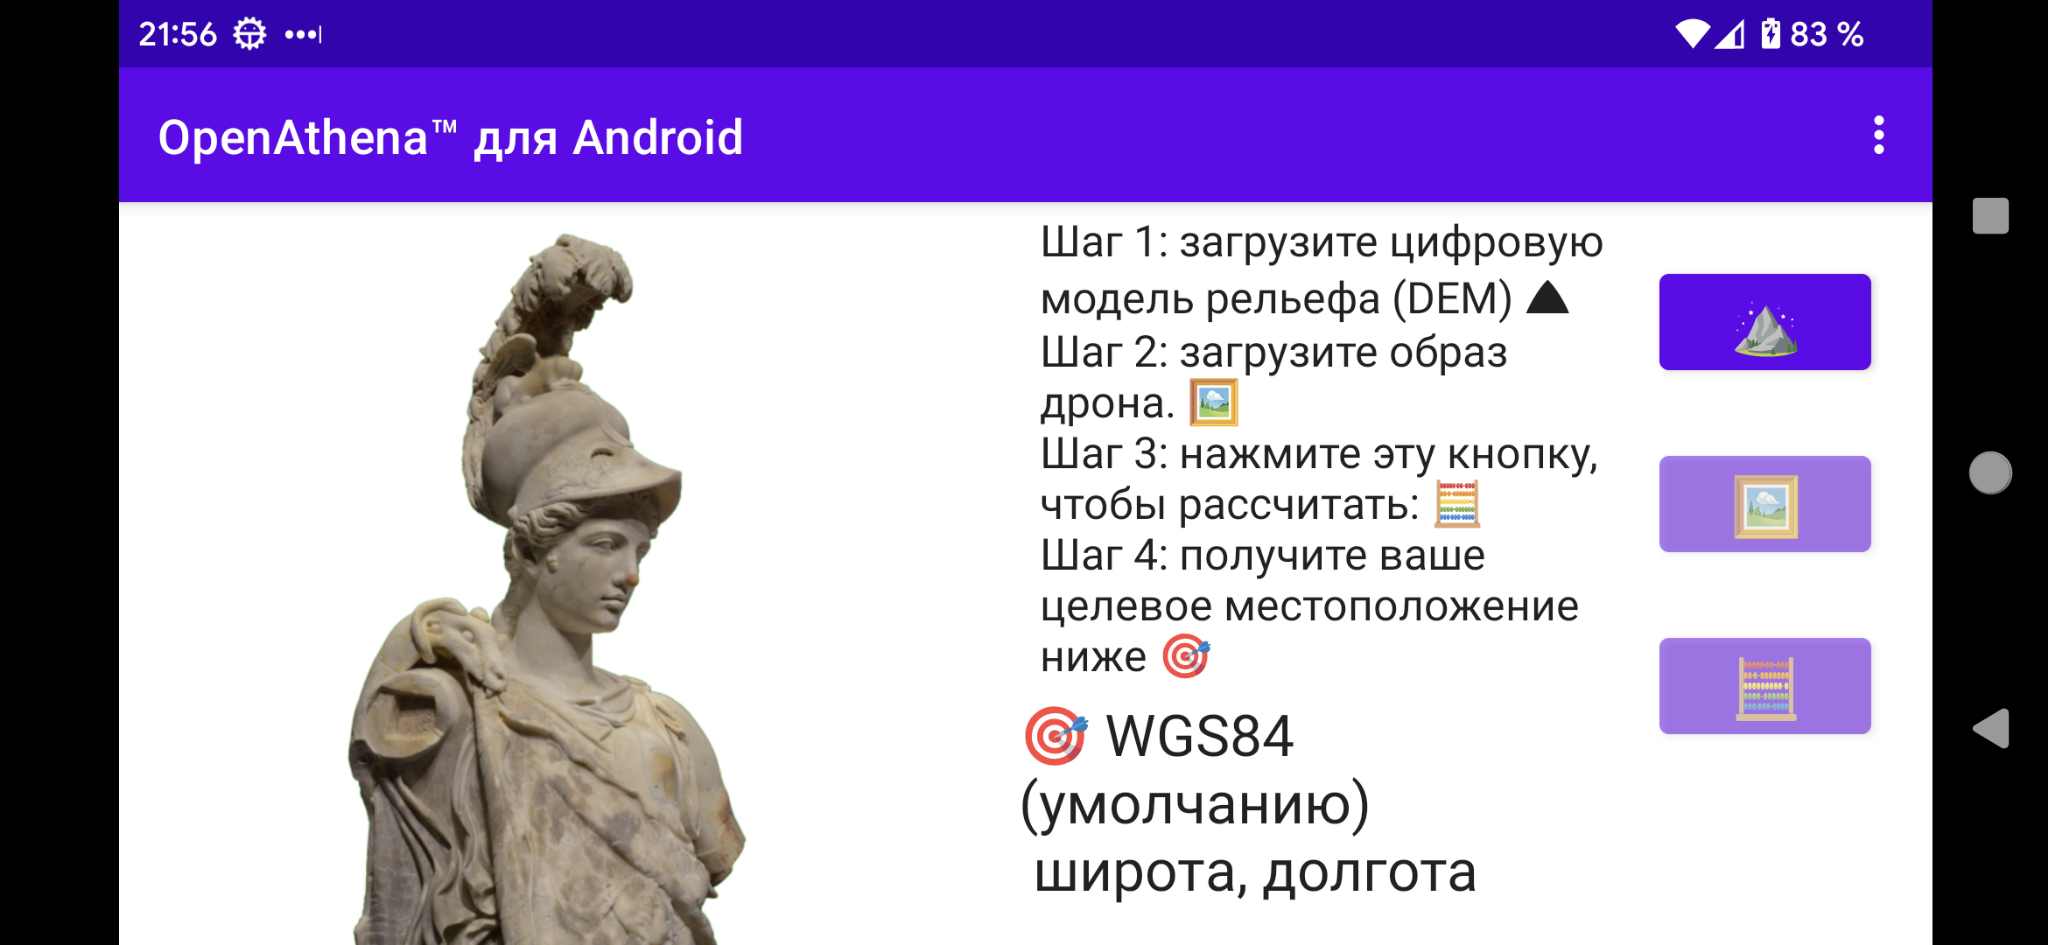 21:56
83 %
OpenAthena™ для Android
Шаг 1: загрузите цифровую
модель рельефа (DEM) ⛰
Шаг 2: загрузите образ
дрона. 🖼️
Шаг 3: нажмите эту кнопку,
чтобы рассчитать: 🧮
Шаг 4: получите ваше
целевое местоположение
ниже 🎯
🎯 WGS84
(умолчанию)
широта, долгота